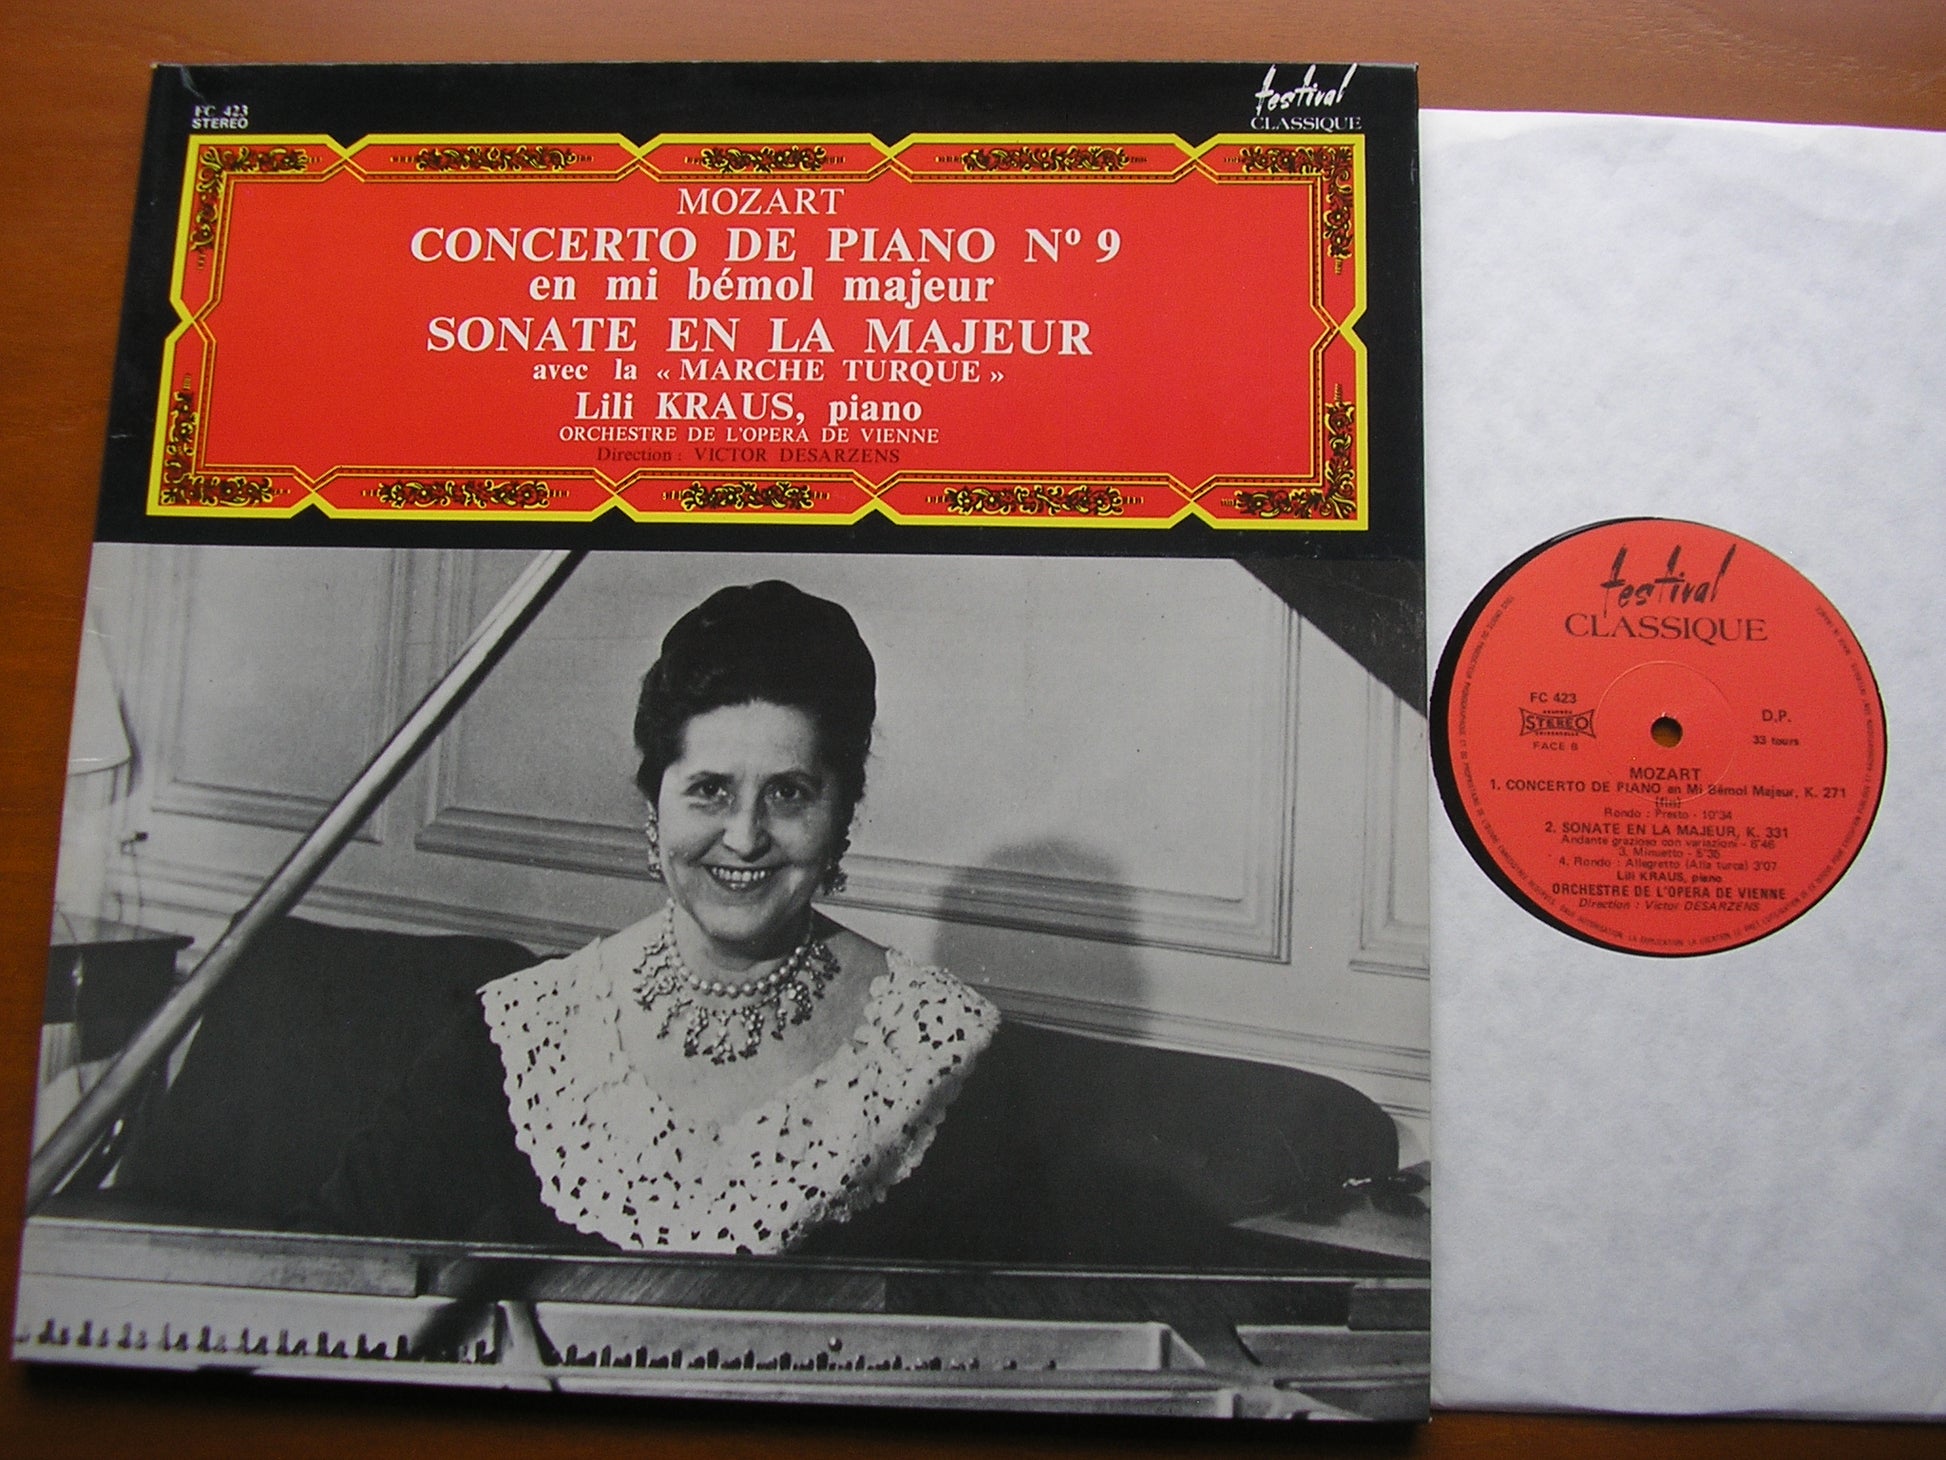 FC 423
STEREO
festival
CLASSIQUE
MOZART
CONCERTO DE PIANO Nº 9
en mi bémol majeur
SONATE EN LA MAJEUR
avec la « MARCHE TURQUE »
Lili KRAUS, piano
ORCHESTRE DE L'OPERA DE VIENNE
Direction : VICTOR DESARZENS
festival
CLASSIQUE
FC 423
STEREO
FACE B
D.P.
33 tours
MOZART
1. CONCERTO DE PIANO en Mi Bémol Majeur, K. 271
(fin)
Rondo : Presto - 10'34
2. SONATE EN LA MAJEUR, K. 331
Andante grazioso con variazioni - 6'46
3. Minuetto - 5'35
4. Rondo : Allegretto (Alla turca) 3'07
Lili KRAUS, piano
ORCHESTRE DE L'OPERA DE VIENNE
Direction : Victor DESARZENS